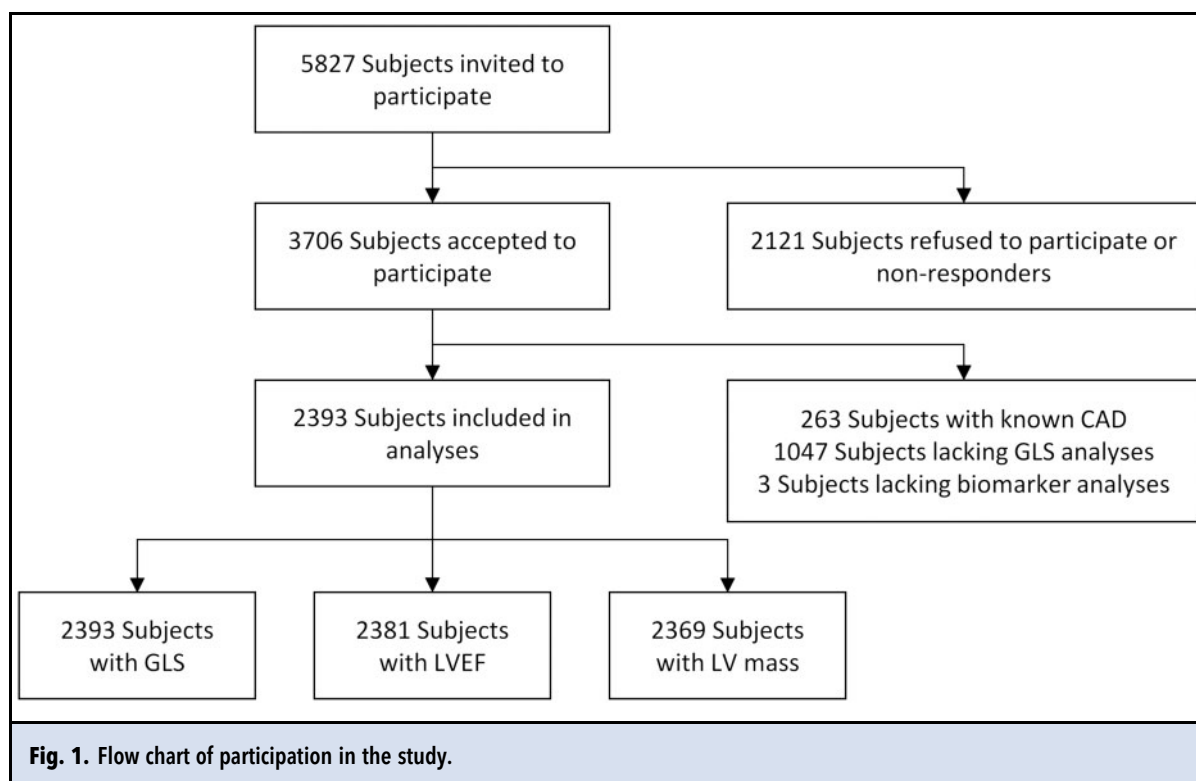 5827 Subjects invited to
participate
3706 Subjects accepted to
participate
2121 Subjects refused to participate or
non-responders
2393 Subjects included in
analyses
263 Subjects with known CAD
1047 Subjects lacking GLS analyses
3 Subjects lacking biomarker analyses
2393 Subjects
with GLS
2381 Subjects
with LVEF
2369 Subjects
with LV mass
Fig. 1. Flow chart of participation in the study.